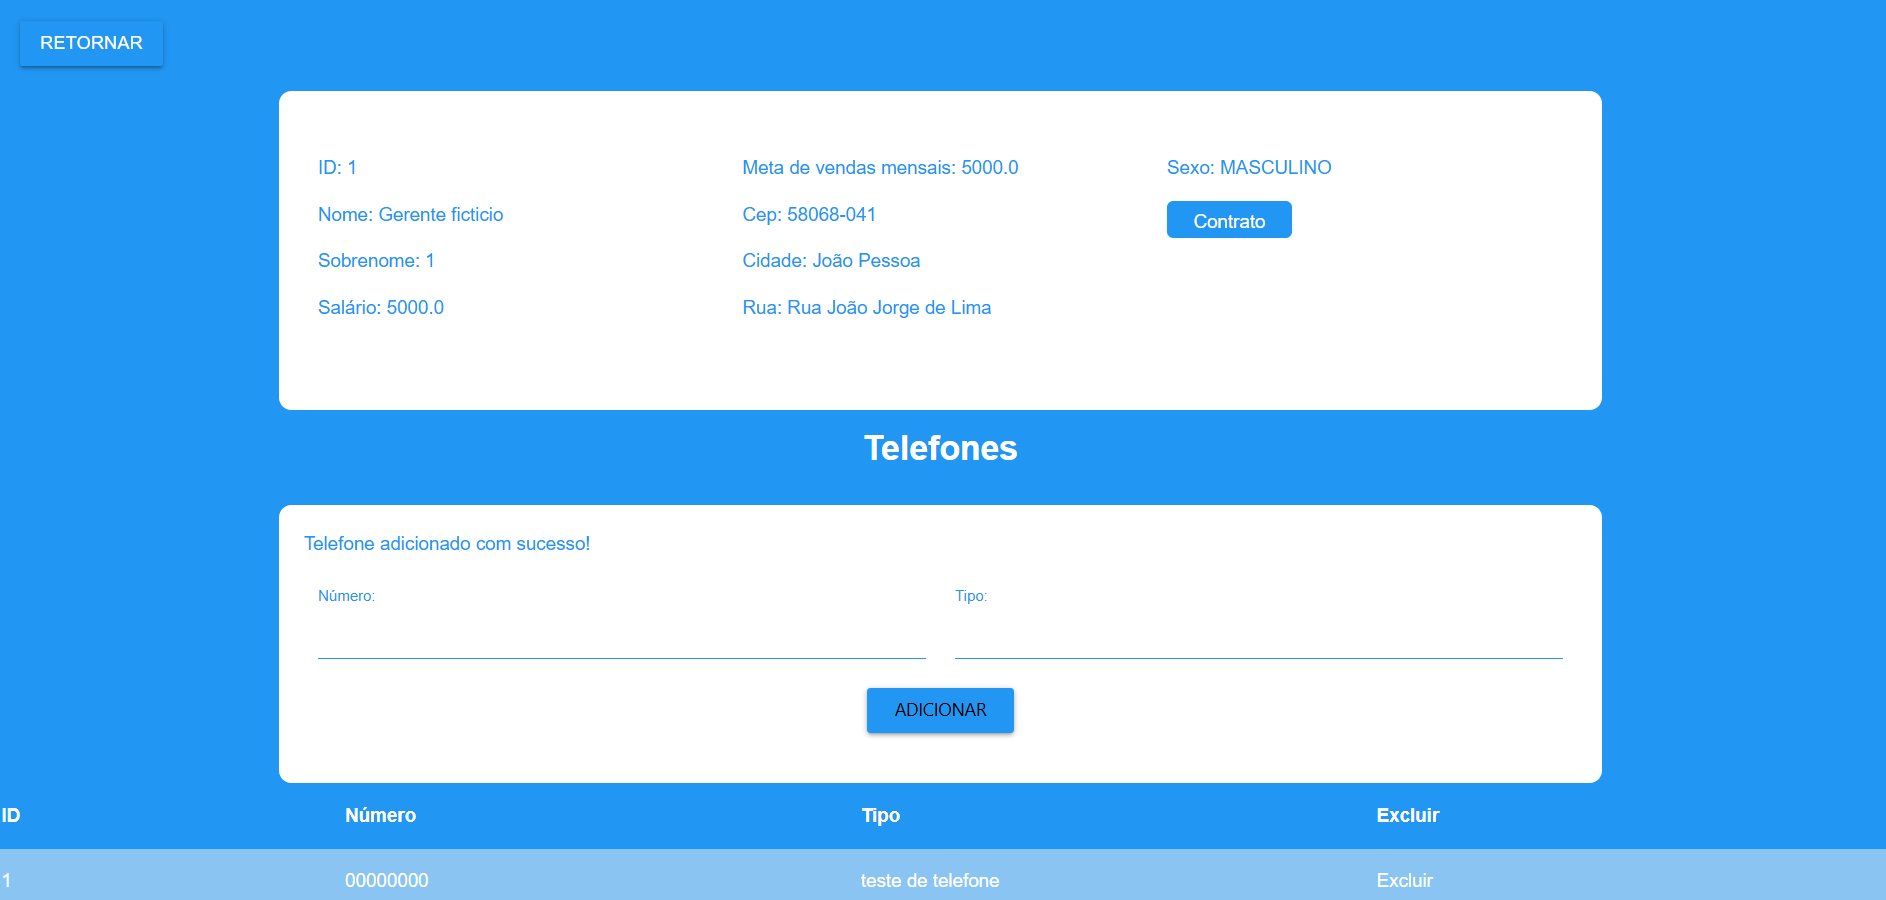 RETORNAR
ID: 1
Nome: Gerente ficticio
Sobrenome: 1
Salário: 5000.0
Meta de vendas mensais: 5000.0
Cep: 58068-041
Cidade: João Pessoa
Rua: Rua João Jorge de Lima
Sexo: MASCULINO
Contrato
Telefones
Telefone adicionado com sucesso!
Número:
Tipo:
ADICIONAR
ID Número Tipo Excluir
1 00000000 teste de telefone Excluir